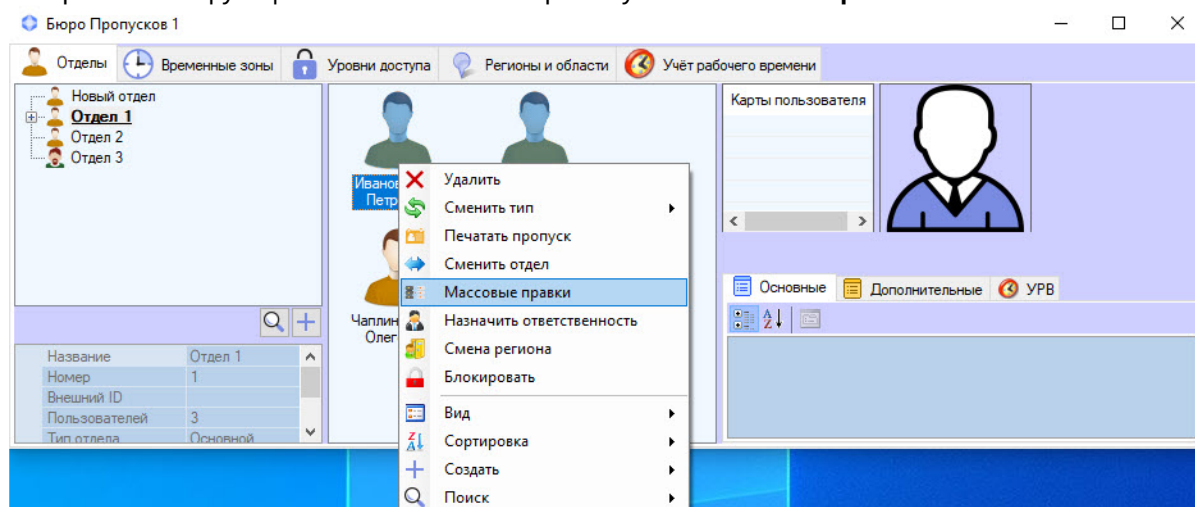 Бюро Пропусков 1
Отделы
Временные зоны
Уровни доступа
Регионы и области
Учёт рабочего времени
Новый отдел
Отдел 1
Отдел 2
Отдел 3
Название Отдел 1
Номер 1
Внешний ID
Пользователей 3
Тип отдела Основной
Удалить
Сменить тип
Печатать пропуск
Сменить отдел
Массовые правки
Назначить ответственность
Смена региона
Блокировать
Вид
Сортировка
Создать
Поиск
Карты пользователя
Основные
Дополнительные
УРВ